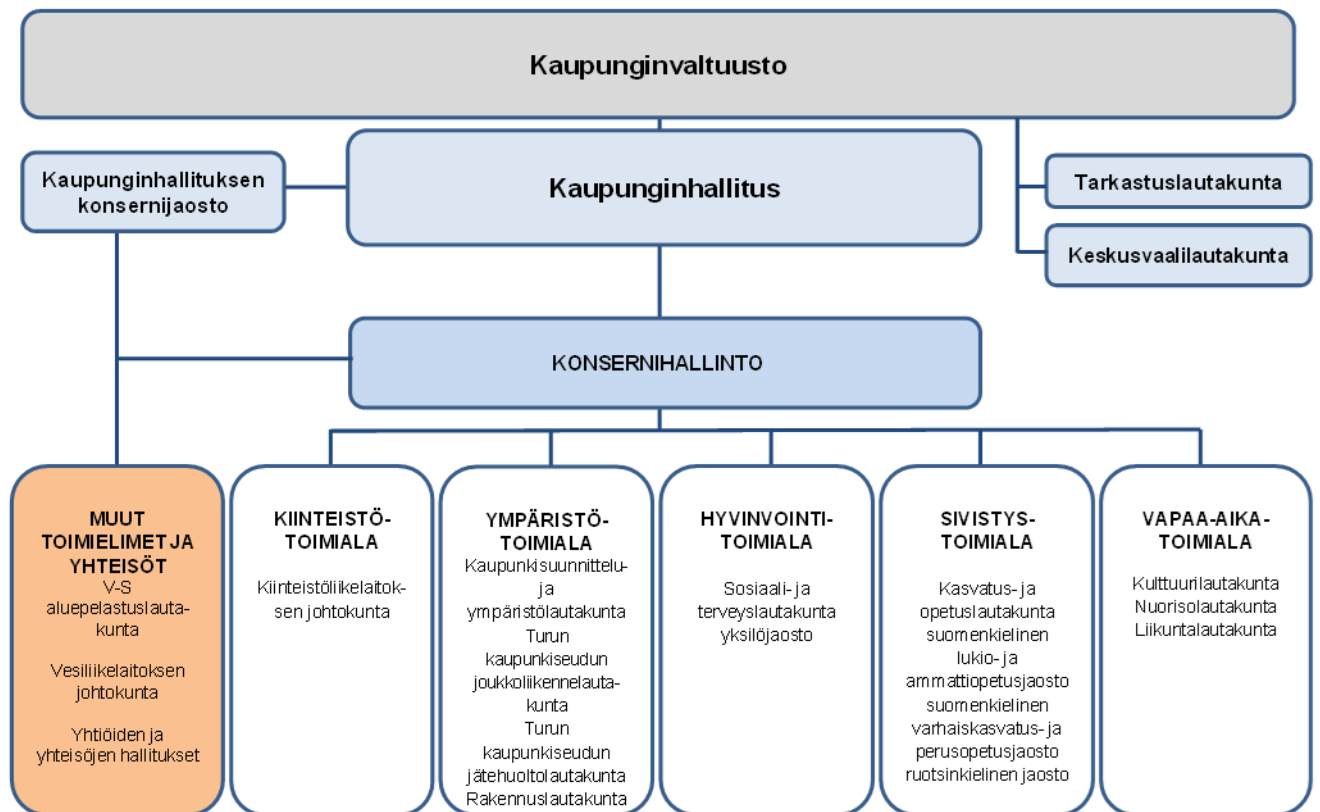 Kaupunginvaltuusto
Kaupunginhallituksen
konsernijaosto
Kaupunginhallitus
Tarkastuslautakunta
Keskusvaalilautakunta
KONSERNIHALLINTO
MUUT
TOIMIELIMET JA
YHTEISÖT
V-S
aluepelastuslauta-
kunta
Vesiliikelaitoksen
johtokunta
Yhtiöiden ja
yhteisöjen hallitukset
KIINTEISTÖ-
TOIMIALA
Kiinteistöliikelaitok-
sen johtokunta
YMPÄRISTÖ-
TOIMIALA
Kaupunkisuunnittelu-
ja
ympäristölautakunta
Turun
kaupunkiseudun
joukkoliikennelauta-
kunta
Turun
kaupunkiseudun
jätehuoltolautakunta
Rakennuslautakunta
HYVINVOINTI-
TOIMIALA
Sosiaali- ja
terveyslautakunta
yksilöjaosto
SIVISTYS-
TOIMIALA
Kasvatus- ja
opetuslautakunta
suomenkielinen
lukio- ja
ammattiopetusjaosto
suomenkielinen
varhaiskasvatus- ja
perusopetusjaosto
ruotsinkielinen jaosto
VAPAA-AIKA-
TOIMIALA
Kulttuurilautakunta
Nuorisolautakunta
Liikuntalautakunta